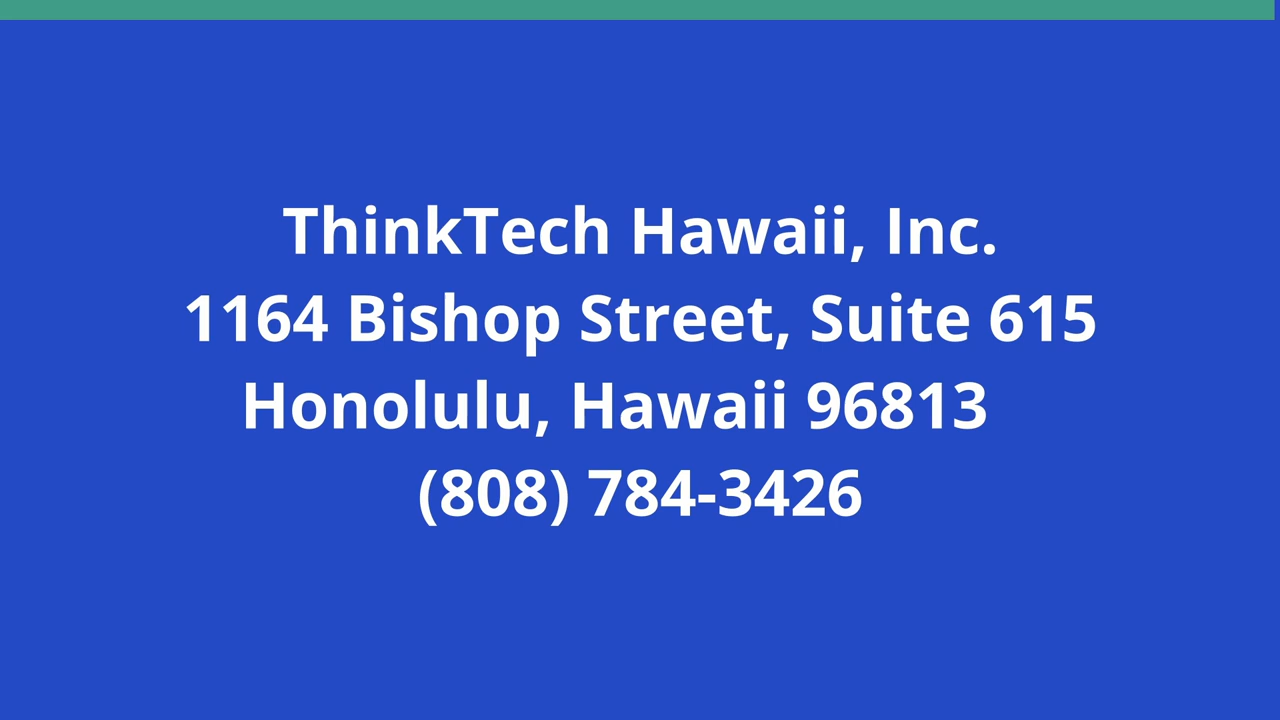 ThinkTech Hawaii, Inc.
1164 Bishop Street, Suite 615
Honolulu, Hawaii 96813
(808) 784-3426